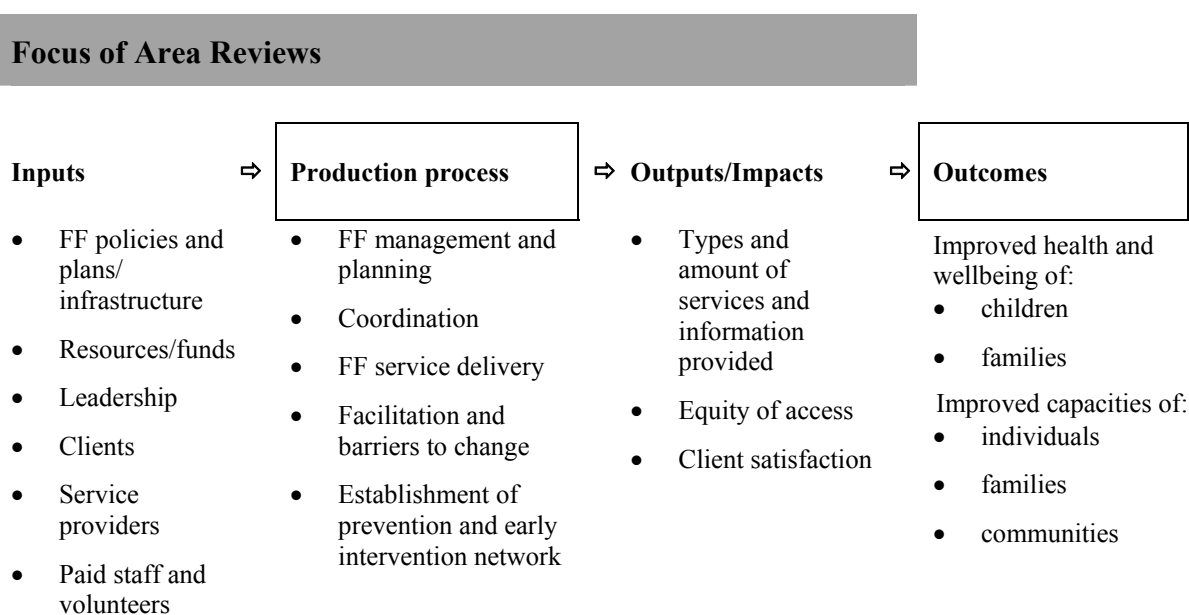 Focus of Area Reviews
Inputs ⇨ Production process ⇨ Outputs/Impacts ⇨ Outcomes
• FF policies and
plans/
infrastructure
• Resources/funds
• Leadership
• Clients
• Service
providers
• Paid staff and
volunteers
• FF management and
planning
• Coordination
• FF service delivery
• Facilitation and
barriers to change
• Establishment of
prevention and early
intervention network
• Types and
amount of
services and
information
provided
• Equity of access
• Client satisfaction
Improved health and
wellbeing of:
• children
• families
Improved capacities of:
• individuals
• families
• communities